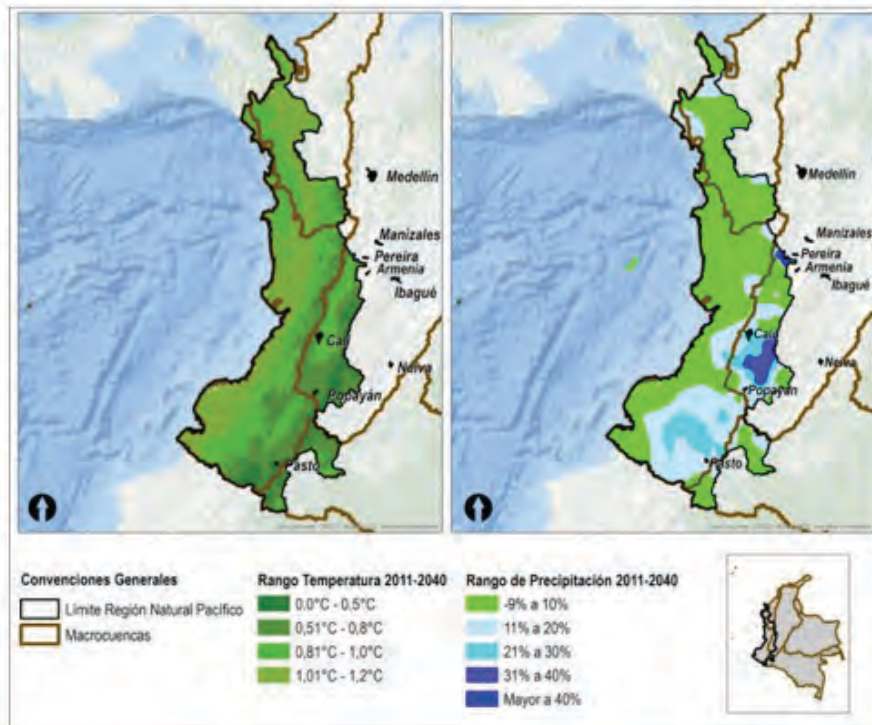 Medellín
Manizales
Pereira
Armenia
Ibagué
Cali
Neiva
Popayán
Pasto
Medellín
Manizales
Pereira
Armenia
Ibagué
Cali
Neiva
Popayán
Pasto
Convenciones Generales
Límite Región Natural Pacífico
Macrocuencas
Rango Temperatura 2011-2040
0.0°C - 0,5°C
0,51°C - 0,8°C
0,81°C - 1,0°C
1,01°C - 1,2°C
Rango de Precipitación 2011-2040
-9% a 10%
11% a 20%
21% a 30%
31% a 40%
Mayor a 40%